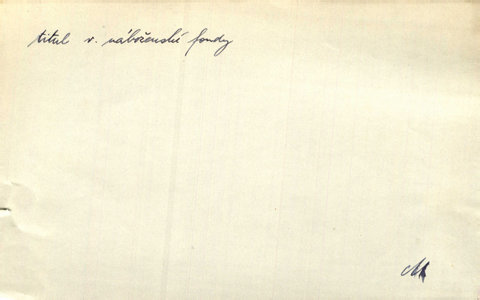 titul v. náboženské fondy
M